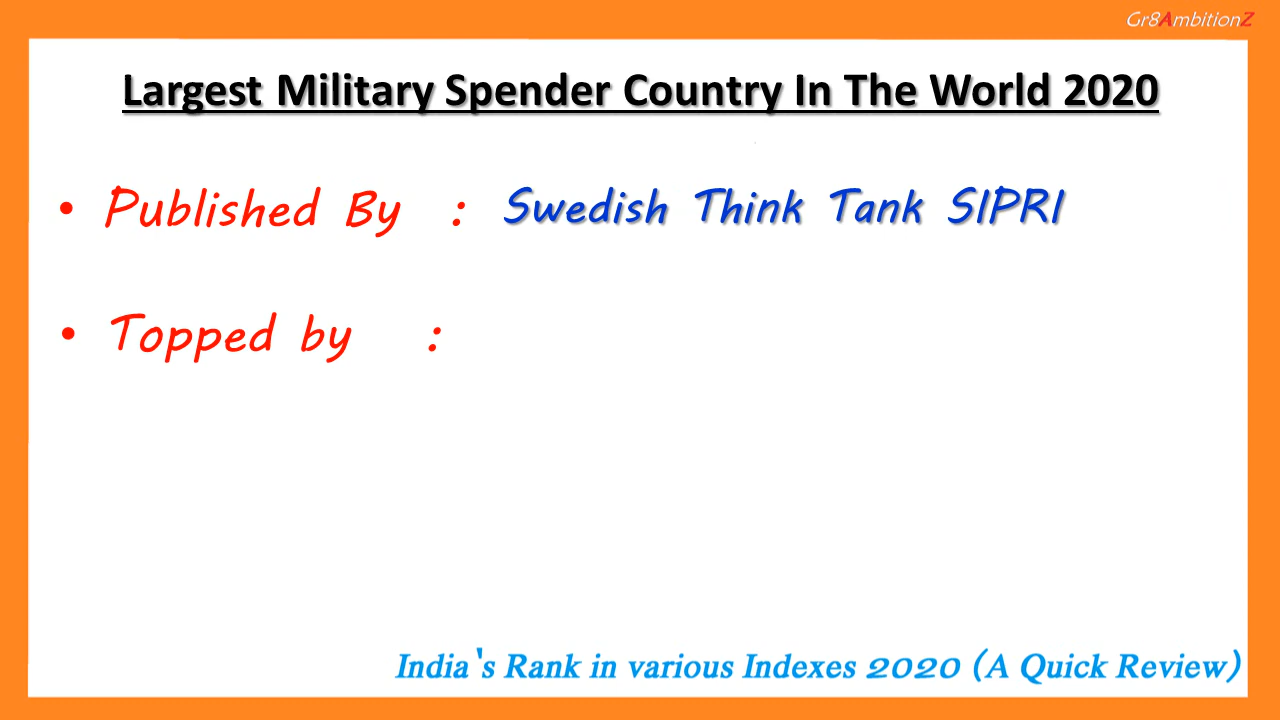 Gr8AmbitionZ
Largest Military Spender Country In The World 2020
• Published By : Swedish Think Tank SIPRI
• Topped by :
India's Rank in various Indexes 2020 (A Quick Review)